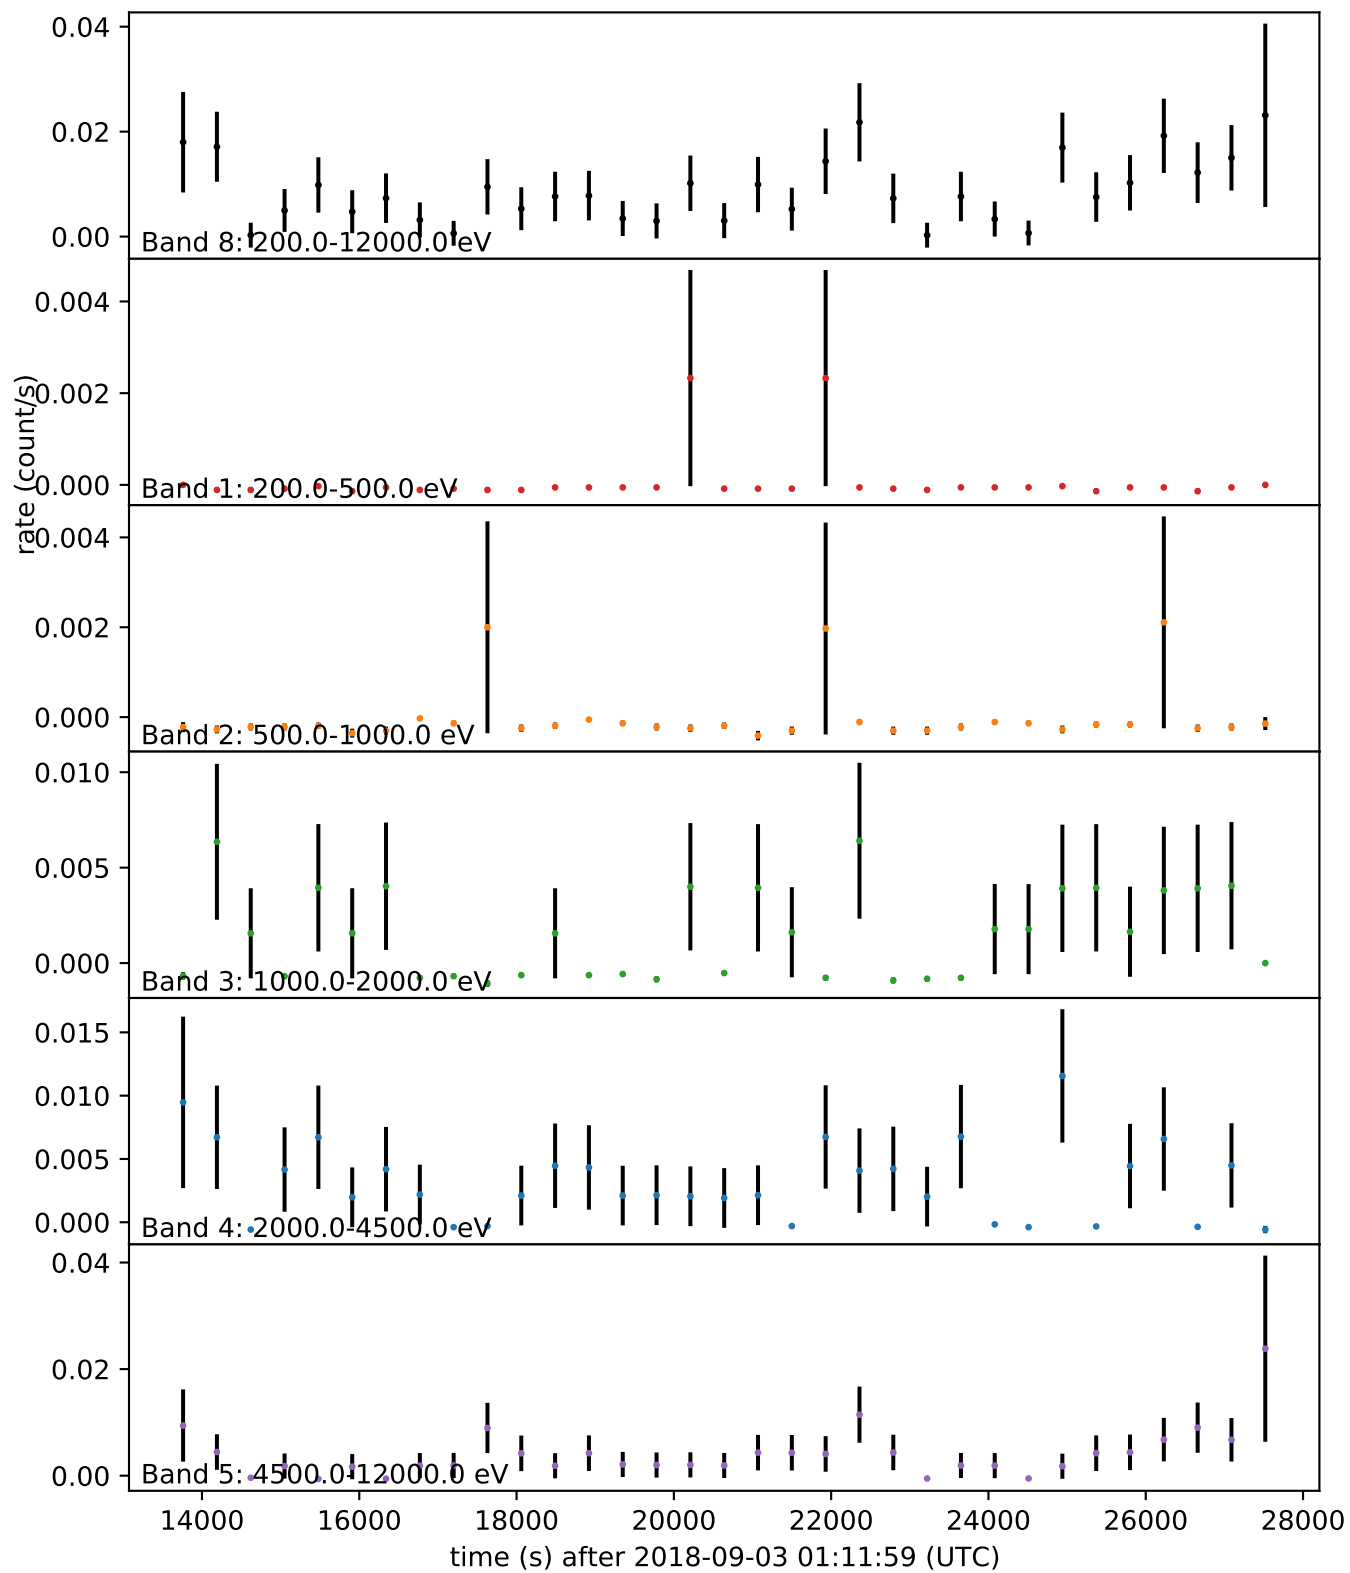 0.04
0.02
0.00
Band 8: 200.0-12000.0 eV
0.004
0.002
0.000
Band 1: 200.0-500.0 eV
rate (count/s)
0.004
0.002
0.000
Band 2: 500.0-1000.0 eV
0.010
0.005
0.000
Band 3: 1000.0-2000.0 eV
0.015
0.010
0.005
0.000
Band 4: 2000.0-4500.0 eV
0.04
0.02
0.00
Band 5: 4500.0-12000.0 eV
14000 16000 18000 20000 22000 24000 26000 28000
time (s) after 2018-09-03 01:11:59 (UTC)